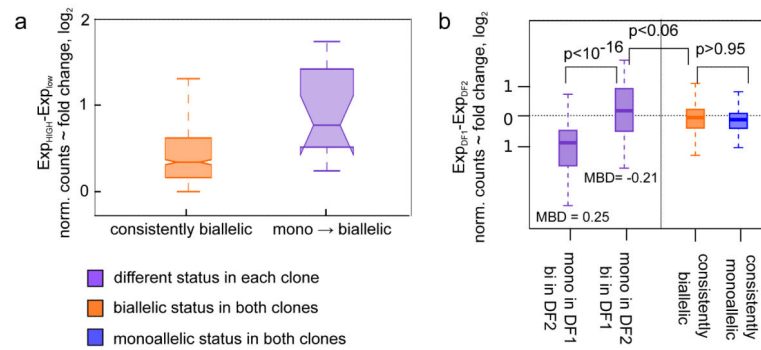 a
Exp_HIGH-Exp_low
norm. counts ~ fold change, log_2
2
1
0
consistently biallelic
mono → biallelic
different status in each clone
biallelic status in both clones
monoallelic status in both clones
b
Exp_DF1-Exp_DF2
norm. counts ~ fold change, log_2
1
0
1
p<10^-16
p<0.06
p>0.95
MBD = 0.25
MBD= -0.21
mono in DF1
bi in DF2
mono in DF2
bi in DF1
consistently
biallelic
consistently
monoallelic